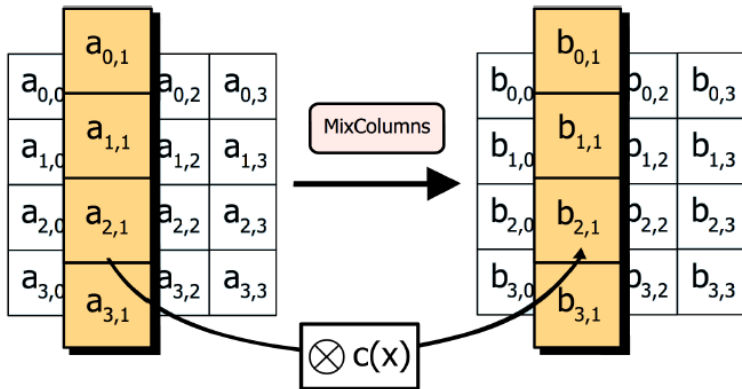 a0,1
a0,0 a0,2 a0,3
a1,1
a1,0 a1,2 a1,3
a2,1
a2,0 a2,2 a2,3
a3,1
a3,0 a3,2 a3,3
MixColumns
b0,1
b0,0 b0,2 b0,3
b1,1
b1,0 b1,2 b1,3
b2,1
b2,0 b2,2 b2,3
b3,1
b3,0 b3,2 b3,3
⊗ c(x)